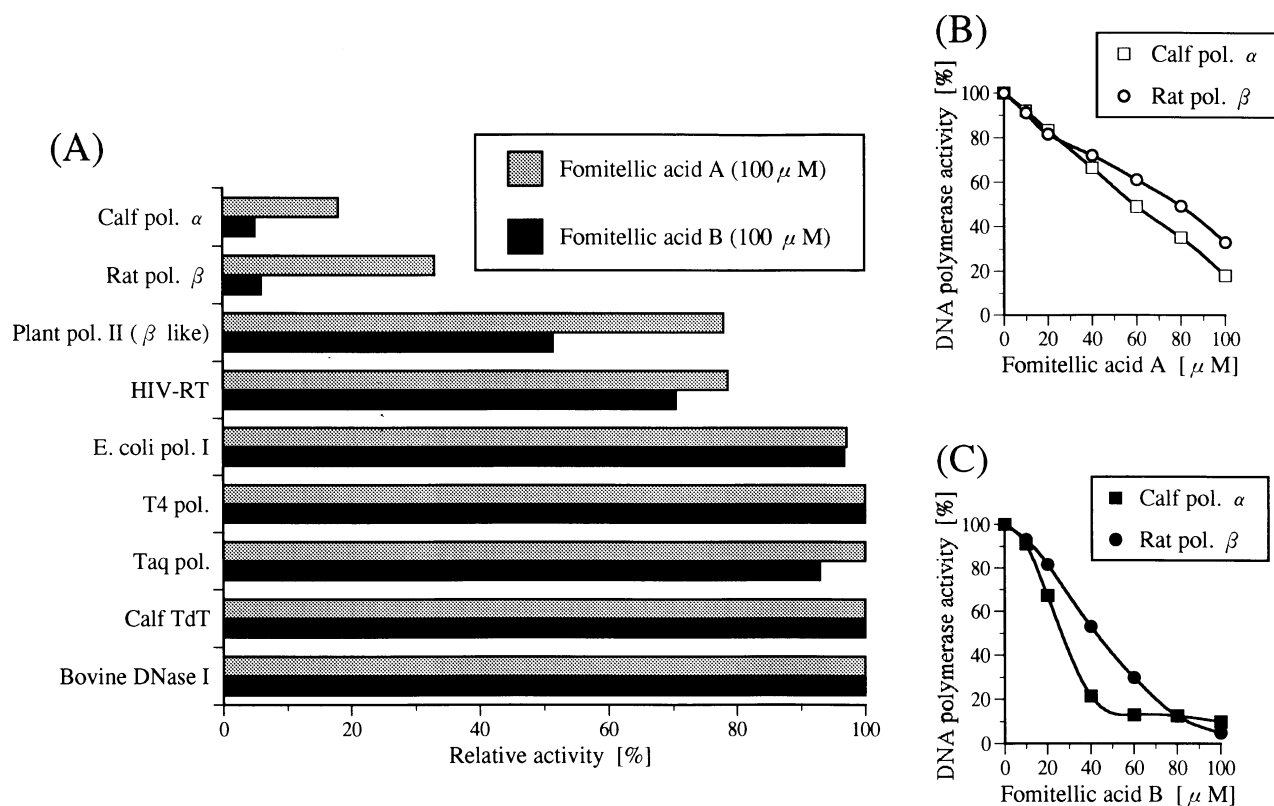 (A)
Fomitellic acid A (100 μ M)
Fomitellic acid B (100 μ M)
Calf pol. α
Rat pol. β
Plant pol. II ( β like)
HIV-RT
E. coli pol. I
T4 pol.
Taq pol.
Calf TdT
Bovine DNase I
0 20 40 60 80 100
Relative activity [%]
(B)
Calf pol. α
Rat pol. β
DNA polymerase activity [%]
100
80
60
40
20
0
0 20 40 60 80 100
Fomitellic acid A [ μ M]
(C)
Calf pol. α
Rat pol. β
DNA polymerase activity [%]
100
80
60
40
20
0
0 20 40 60 80 100
Fomitellic acid B [ μ M]